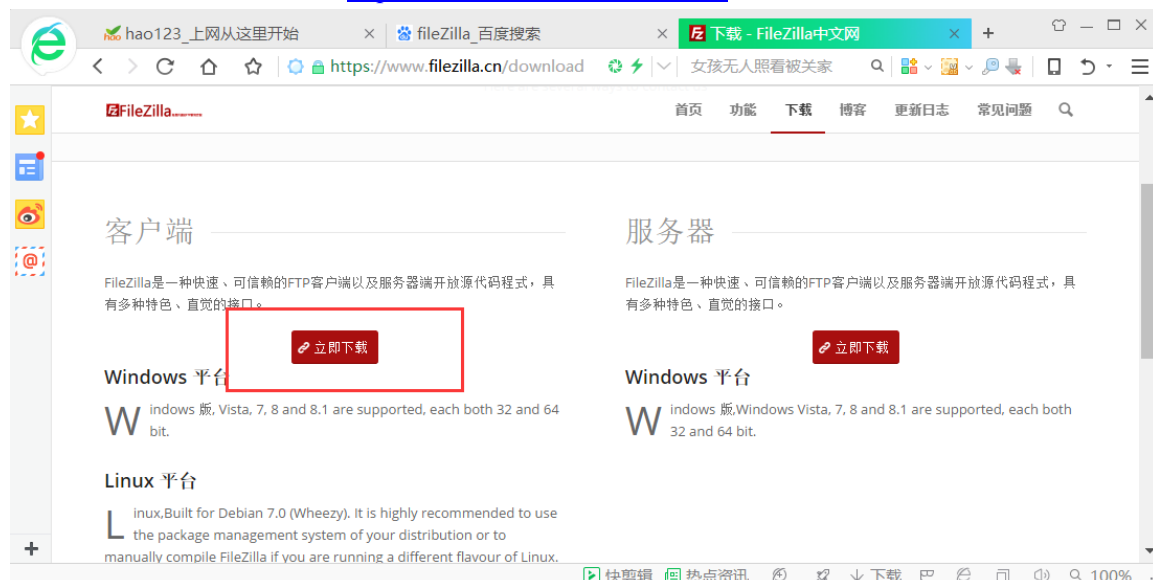 hao123_上网从这里开始
fileZilla_百度搜索
下载 - FileZilla中文网
https://www.filezilla.cn/download
女孩无人照看被关家
FileZilla
首页 功能 下载 博客 更新日志 常见问题
客户端
FileZilla是一种快速、可信赖的FTP客户端以及服务器端开放源代码程式，具
有多种特色、直觉的接口。
立即下载
Windows 平台
Windows 版, Vista, 7, 8 and 8.1 are supported, each both 32 and 64
bit.
Linux 平台
Linux,Built for Debian 7.0 (Wheezy). It is highly recommended to use
the package management system of your distribution or to
manually compile FileZilla if you are running a different flavour of Linux.
服务器
FileZilla是一种快速、可信赖的FTP客户端以及服务器端开放源代码程式，具
有多种特色、直觉的接口。
立即下载
Windows 平台
Windows 版,Windows Vista, 7, 8 and 8.1 are supported, each both
32 and 64 bit.
快剪辑 热点资讯 下载 100%